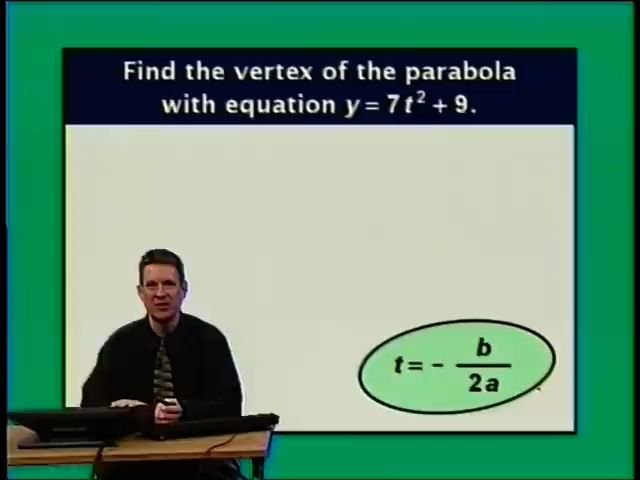 Find the vertex of the parabola
with equation y = 7t² + 9.
t = - b/2a